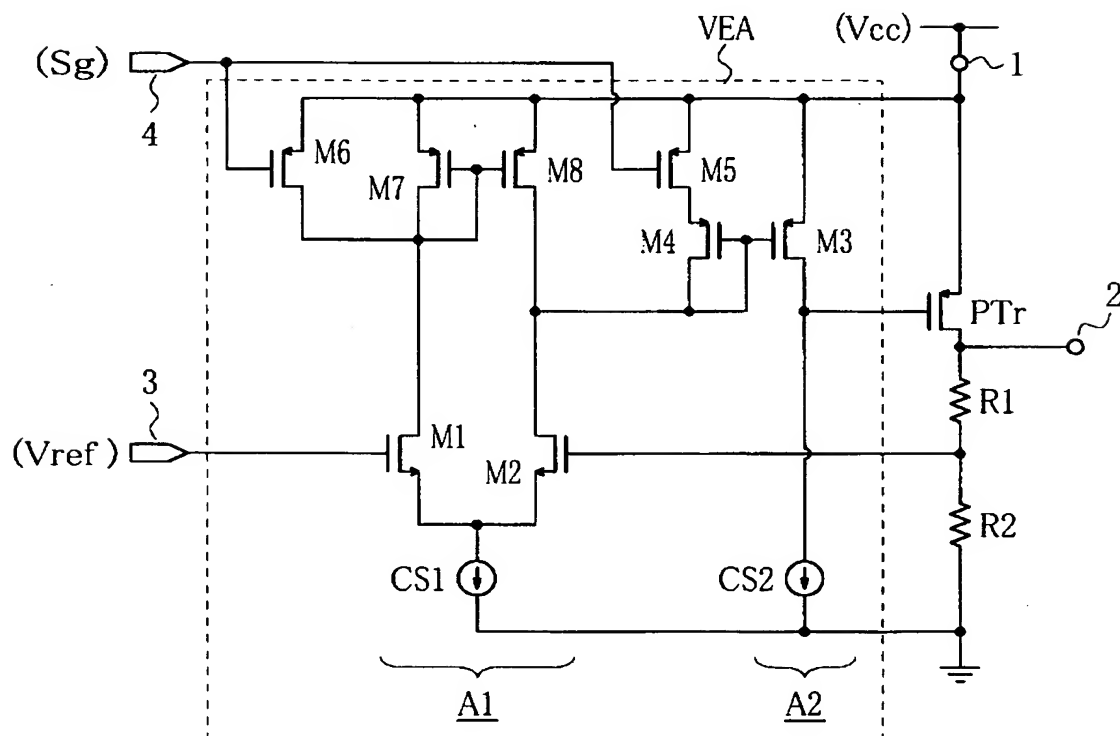 VEA
(Vcc)
(Sg)
1
4
M6
M7
M8
M5
M4
M3
PTr
2
R1
3
(Vref)
M1
M2
R2
CS1
CS2
A1
A2